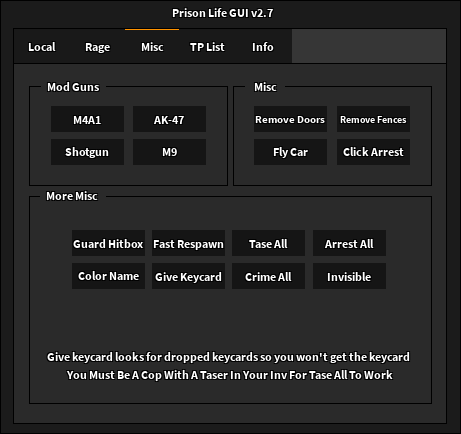 Prison Life GUI v2.7
Local Rage Misc TP List Info
Mod Guns
M4A1 AK-47
Shotgun M9
Misc
Remove Doors Remove Fences
Fly Car Click Arrest
More Misc
Guard Hitbox Fast Respawn Tase All Arrest All
Color Name Give Keycard Crime All Invisible
Give keycard looks for dropped keycards so you won't get the keycard
You Must Be A Cop With A Taser In Your Inv For Tase All To Work